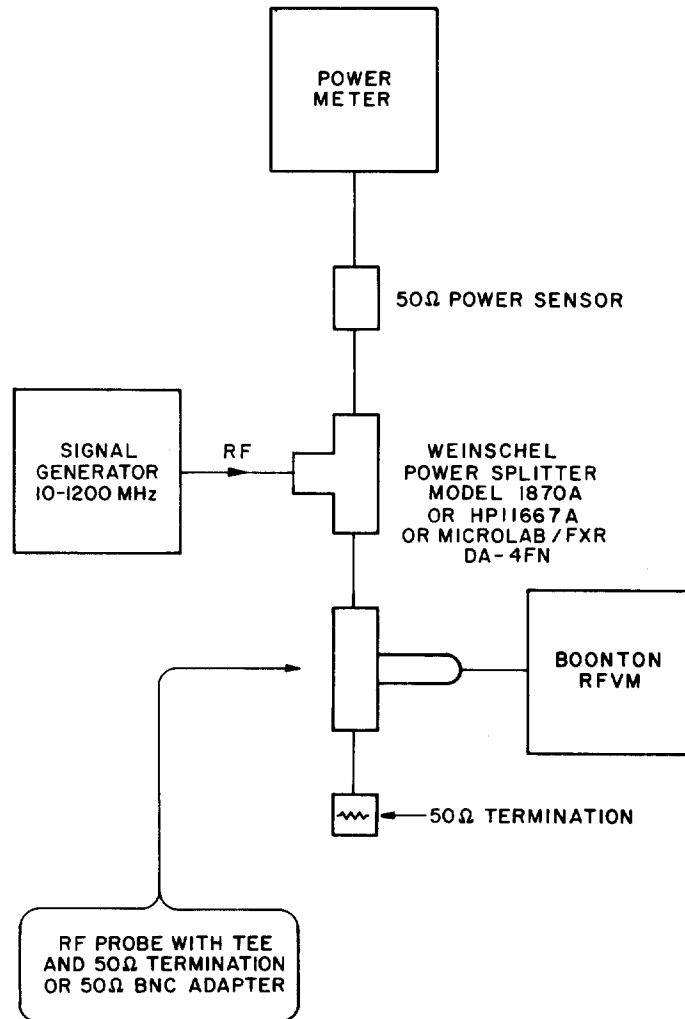 POWER
METER
50Ω POWER SENSOR
SIGNAL
GENERATOR
10-1200 MHz
RF
WEINSCHEL
POWER SPLITTER
MODEL 1870A
OR HP11667A
OR MICROLAB/FXR
DA-4FN
BOONTON
RFVM
50Ω TERMINATION
RF PROBE WITH TEE
AND 50Ω TERMINATION
OR 50Ω BNC ADAPTER